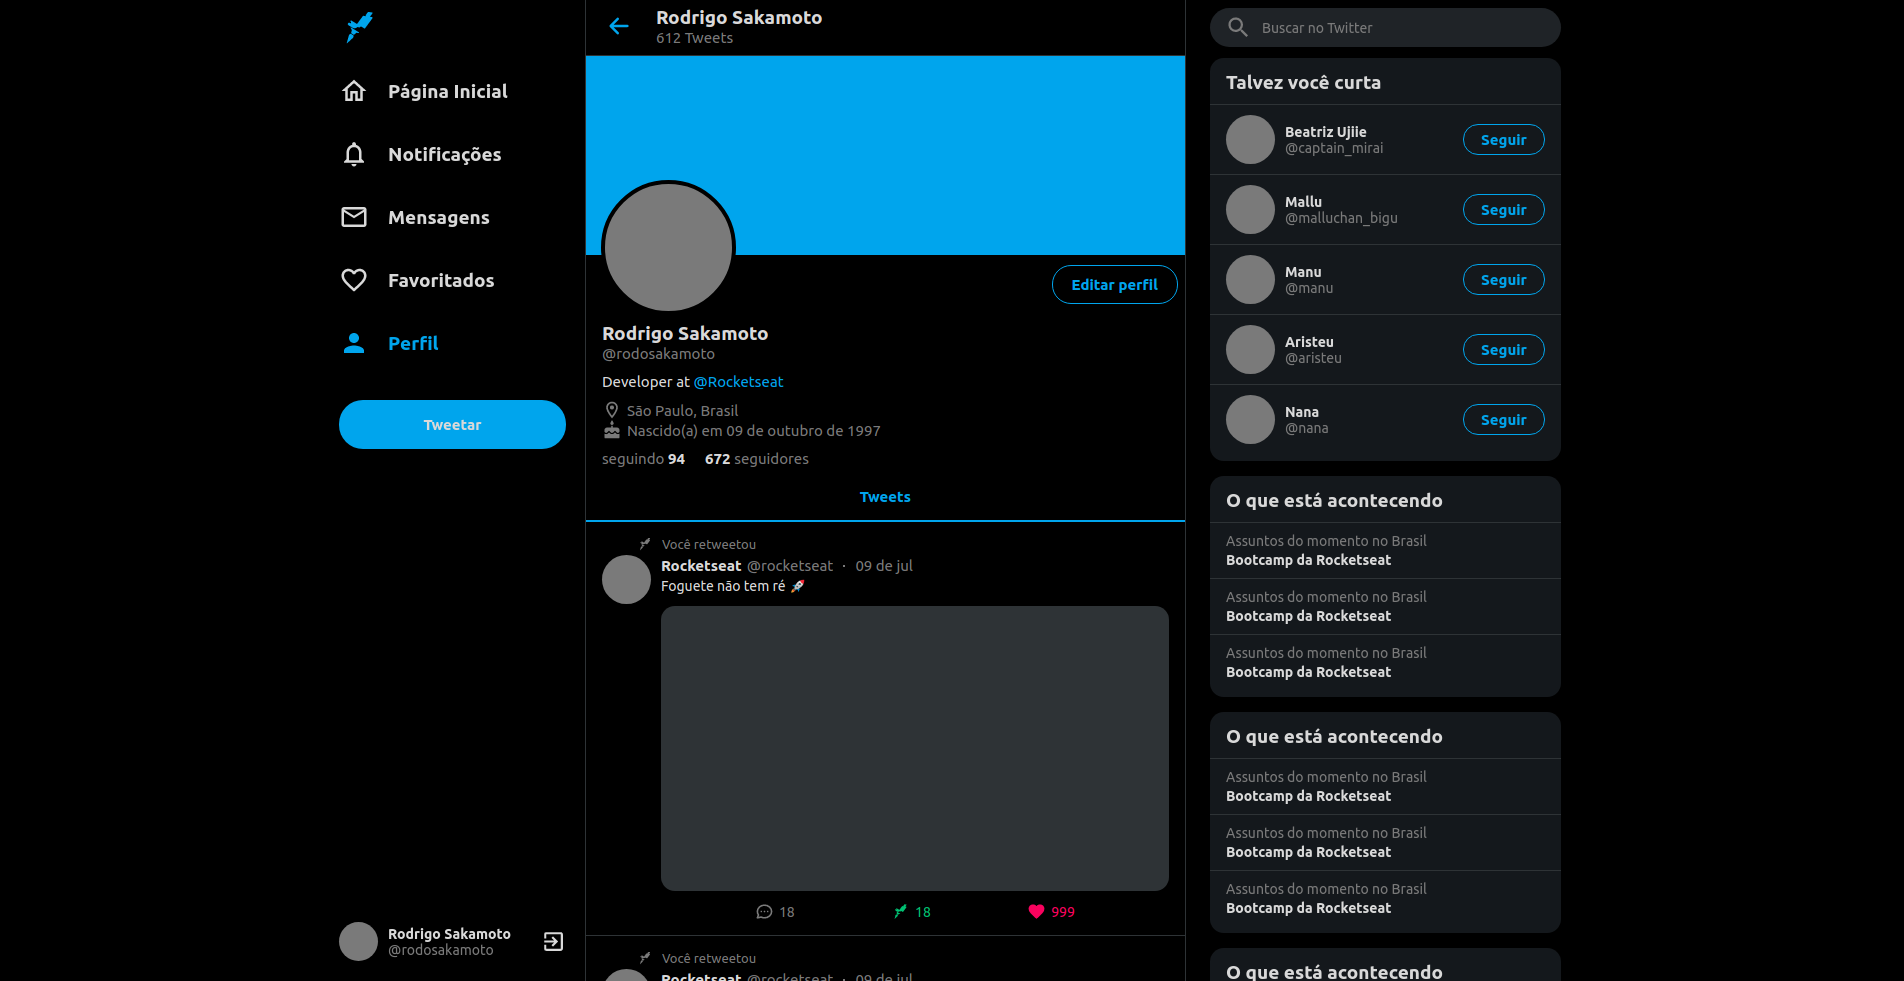 Página Inicial
Notificações
Mensagens
Favoritados
Perfil
Tweetar
Rodrigo Sakamoto
@rodosakamoto
Rodrigo Sakamoto
612 Tweets
Editar perfil
Rodrigo Sakamoto
@rodosakamoto
Developer at @Rocketseat
São Paulo, Brasil
Nascido(a) em 09 de outubro de 1997
seguindo 94 672 seguidores
Tweets
Você retweetou
Rocketseat @rocketseat · 09 de jul
Foguete não tem ré 🚀
18 18 999
Você retweetou
Rocketseat @rocketseat · 09 de jul
Buscar no Twitter
Talvez você curta
Beatriz Ujiie
@captain_mirai
Seguir
Mallu
@malluchan_bigu
Seguir
Manu
@manu
Seguir
Aristeu
@aristeu
Seguir
Nana
@nana
Seguir
O que está acontecendo
Assuntos do momento no Brasil
Bootcamp da Rocketseat
Assuntos do momento no Brasil
Bootcamp da Rocketseat
Assuntos do momento no Brasil
Bootcamp da Rocketseat
O que está acontecendo
Assuntos do momento no Brasil
Bootcamp da Rocketseat
Assuntos do momento no Brasil
Bootcamp da Rocketseat
Assuntos do momento no Brasil
Bootcamp da Rocketseat
O que está acontecendo